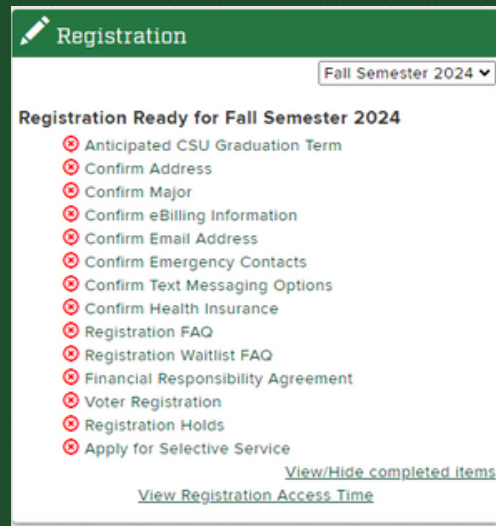 Registration
Fall Semester 2024
Registration Ready for Fall Semester 2024
Anticipated CSU Graduation Term
Confirm Address
Confirm Major
Confirm eBilling Information
Confirm Email Address
Confirm Emergency Contacts
Confirm Text Messaging Options
Confirm Health Insurance
Registration FAQ
Registration Waitlist FAQ
Financial Responsibility Agreement
Voter Registration
Registration Holds
Apply for Selective Service
View/Hide completed items
View Registration Access Time